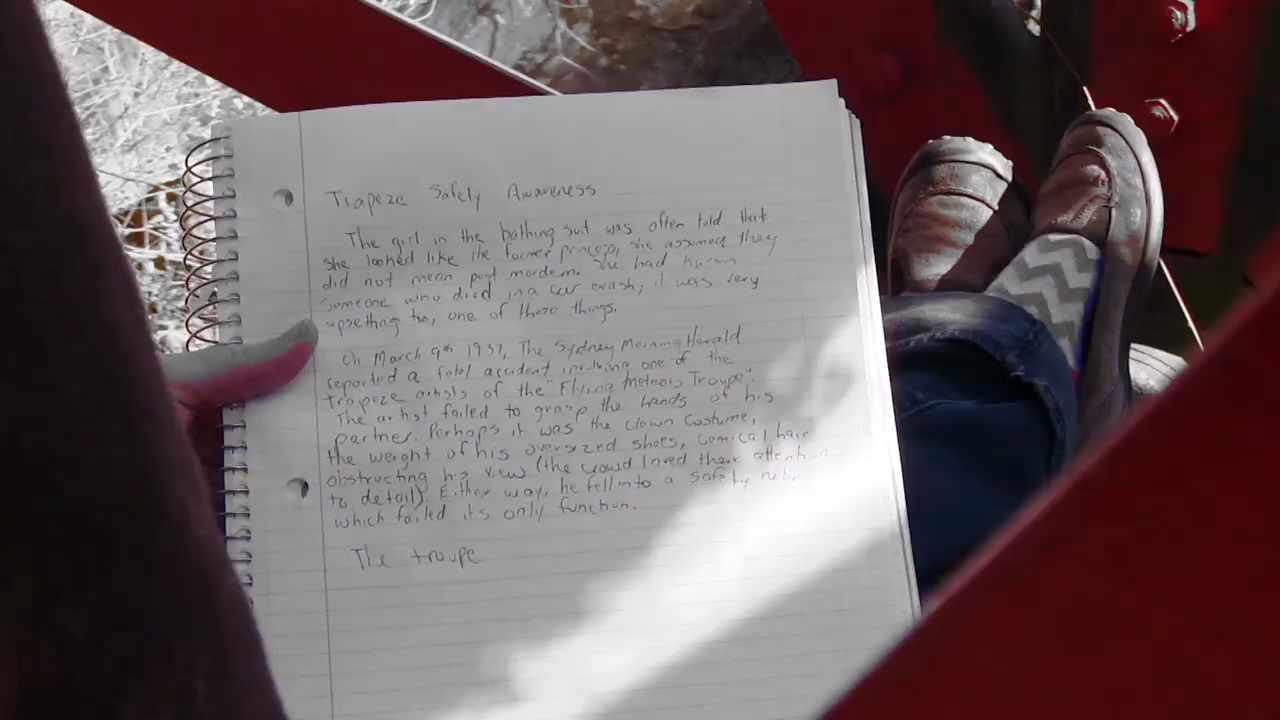 Trapeze Safety Awareness
The girl in the bathing suit was often told that
she looked like the former princess, she assumed they
did not mean post-mordem. She had known
someone who died in a car crash, it was very
upsetting too, one of those things.
On March 9th 1937, The Sydney Morning Herald
reported a fatal accident involving one of the
trapeze artists of the "Flying Meteors Troupe".
The artist failed to grasp the hands of his
partner. Perhaps it was the clown costume,
the weight of his oversized shoes, comical hair
obstructing his view (the crowd loved their attention
to detail). Either way, he fell into a safety net,
which failed its only function.
The troupe